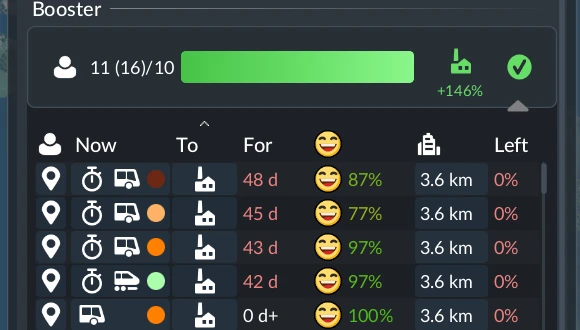 Booster
11 (16)/10
+146%
Now To For Left
48 d 87% 3.6 km 0%
45 d 77% 3.6 km 0%
43 d 97% 3.6 km 0%
42 d 97% 3.6 km 0%
0 d+ 100% 3.6 km 0%